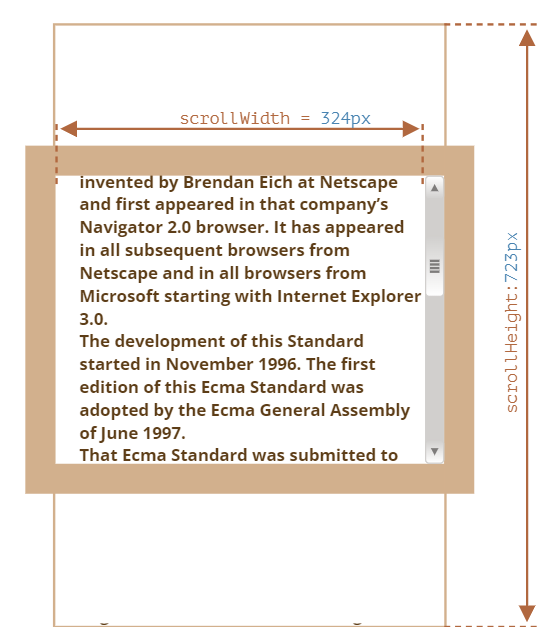 scrollWidth = 324px
invented by Brendan Eich at Netscape
and first appeared in that company’s
Navigator 2.0 browser. It has appeared
in all subsequent browsers from
Netscape and in all browsers from
Microsoft starting with Internet Explorer
3.0.
The development of this Standard
started in November 1996. The first
edition of this Ecma Standard was
adopted by the Ecma General Assembly
of June 1997.
That Ecma Standard was submitted to
scrollHeight:723px